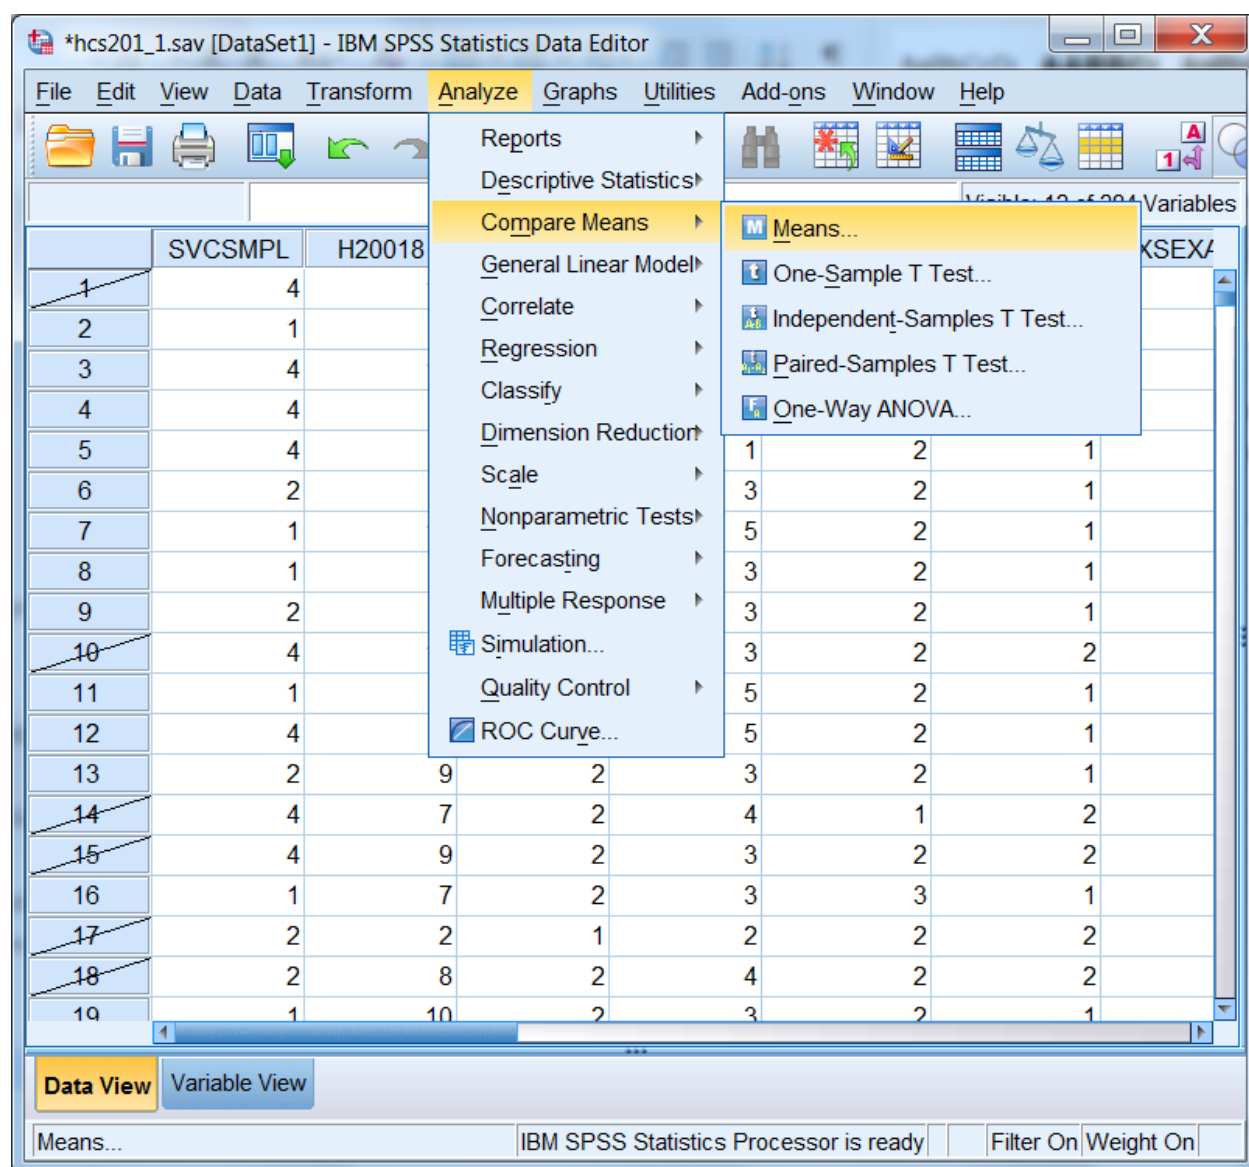 *hcs201_1.sav [DataSet1] - IBM SPSS Statistics Data Editor
File Edit View Data Transform Analyze Graphs Utilities Add-ons Window Help
A
1
Reports
Descriptive Statistics
Compare Means
General Linear Model
Correlate
Regression
Classify
Dimension Reduction
Scale
Nonparametric Tests
Forecasting
Multiple Response
Simulation...
Quality Control
ROC Curve...
M Means...
t One-Sample T Test...
Independent-Samples T Test...
Paired-Samples T Test...
One-Way ANOVA...
Variables
SVCSMPL H20018
1 4
2 1
3 4
4 4
5 4 1 2 1
6 2 3 2 1
7 1 5 2 1
8 1 3 2 1
9 2 3 2 1
10 4 3 2 2
11 1 5 2 1
12 4 5 2 1
13 2 9 2 3 2 1
14 4 7 2 4 1 2
15 4 9 2 3 2 2
16 1 7 2 3 3 1
17 2 2 1 2 2 2
18 2 8 2 4 2 2
19 1 10 2 3 2 1
Data View Variable View
Means... IBM SPSS Statistics Processor is ready Filter On Weight On